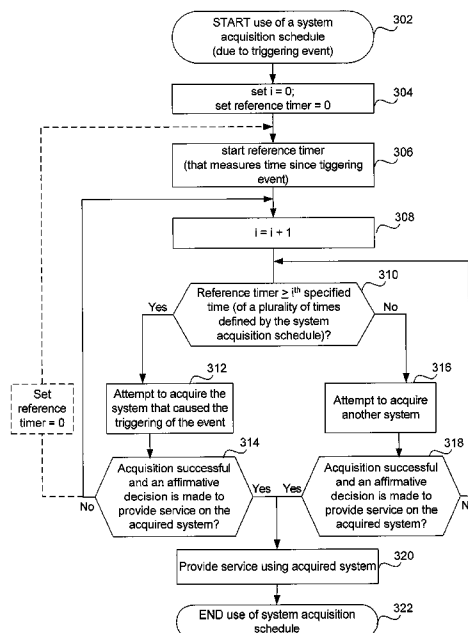 START use of a system
acquisition schedule
(due to triggering event)
302
set i = 0;
set reference timer = 0
304
start reference timer
(that measures time since tiggering
event)
306
i = i + 1
308
310
Reference timer ≥ ith specified
time (of a plurality of times
defined by the system
acquisition schedule)?
Yes
No
312
Attempt to acquire the
system that caused the
triggering of the event
316
Attempt to acquire
another system
Set
reference
timer = 0
314
Acquisition successful
and an affirmative
decision is made to
provide service on the
acquired system?
No
Yes
318
Acquisition successful
and an affirmative
decision is made to
provide service on the
acquired system?
Yes
320
Provide service using acquired system
322
END use of system acquisition
schedule